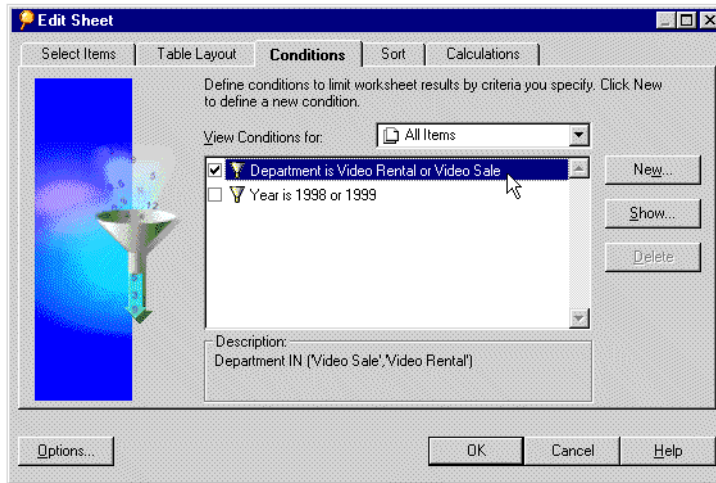 Edit Sheet
Select Items
Table Layout
Conditions
Sort
Calculations
Define conditions to limit worksheet results by criteria you specify. Click New
to define a new condition.
View Conditions for:
All Items
Department is Video Rental or Video Sale
Year is 1998 or 1999
New...
Show...
Delete
Description:
Department IN ('Video Sale','Video Rental')
Options...
OK
Cancel
Help